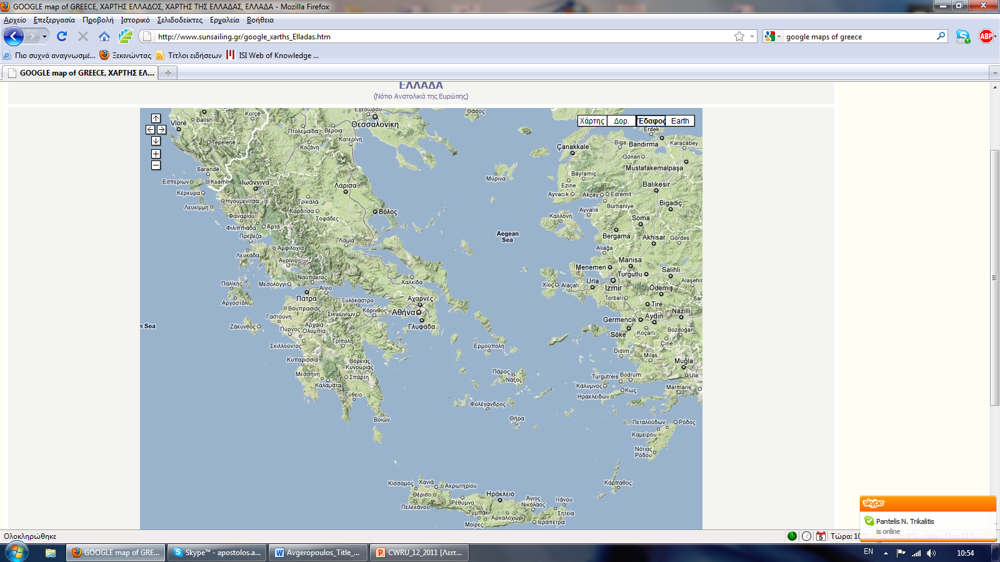 GOOGLE map of GREECE, ΧΑΡΤΗΣ ΕΛΛΑΔΟΣ, ΧΑΡΤΗΣ ΤΗΣ ΕΛΛΑΔΑΣ, ΕΛΛΑΔΑ - Mozilla Firefox
Αρχείο Επεξεργασία Προβολή Ιστορικό Σελιδοδείκτες Εργαλεία Βοήθεια
http://www.sunsailing.gr/google_xarths_Elladas.htm
google maps of greece
ABP
Πιο συχνά αναγνωσμέ... Ξεκινώντας Τίτλοι ειδήσεων ISI Web of Knowledge ...
GOOGLE map of GREECE, ΧΑΡΤΗΣ ΕΛ...
ΕΛΛΑΔΑ
(Νότιο Ανατολικά της Ευρώπης)
Χάρτης Δορ. Έδαφος Earth
Korçë Εχέδωρου Θάσος
Vlorë Ballsh Θεσσαλονίκη
Πτολεμαΐδα Βέροια Erdek
Tepelenë Κοζάνη Κατερίνη Çanakkale Biga Bandırma Karacabey
Gönen
Sarandë Mustafakemalpaşa
Εσπερίων Ksamil Ιωάννινα Λάρισα Μύρινα Bayramiç
Ezine Balıkesir
Κέρκυρα Ayvacık Akçay Edremit
Λευκίμμη Ηγουμενίτσα Τρίκαλα Burhaniye Bigadiç
Φαναρίου Καρδίτσα Σοφάδες Βόλος Καλλονή Ayvalık Soma
Φιλιππιάδα Άρτα
Πρέβεζα Λαμία Aegean Sea Bergama Akhisar Gördes
Λευκάδα Αμφιλοχία Aliağa
Αγρίνιο Manisa
Menemen Turgutlu Salihli
Παλικής Μεσολόγγι Ναύπακτος Χαλκίδα Χίος Alaçatı Urla İzmir Alaşehir
Αίγιο Ödemiş
Αργοστόλι Πάτρα Ξυλόκαστρο Αχαρνές Torbalı
Βουπρασίας Σικυωνίων Κόρινθος Αθήνα Tire
Γαστούνη Nazilli
n Sea Ζάκυνθος Πύργος Αρχαία Ολυμπία Γλυφάδα Germencik Aydın
Koçarlı Bozdoğan
Σκιλλούντος Τρίπολη Ερμούπολη Söke Çine
Didim Milas
Κυπαρισσία Βόρειας Κυνουρίας Muğla
Μεσσήνη Σπάρτη Πάρος Νάξος Turgutreis Bodrum Ula
Καλαμάτα Κάλυμνος Κως Marmaris
Γύθειο Ηρακλειδών
Φολέγανδρος
Βοιών Θήρα Πεταλούδων Ρόδος
Καμείρου
Νότιας Ρόδου
Κίσσαμος Χανιά Ακρωτηρίου Κάρπαθος
Θέρισο Ηράκλειο
Πελεκάνου Ρέθυμνο Άγιος Νικόλαος Ιτάνου
Τυμπάκι Αρκαλοχώρι Σητεία
Μοίρες Ιεράπετρα
skype
Pantelis N. Trikalitis
is online
Ολοκληρώθηκε
5
Τώρα: 10°C
GOOGLE map of GRE... Skype™ - apostolos.a... Avgeropoulos_Title_... CWRU_12_2011 [Λειτ...
EN 10:54